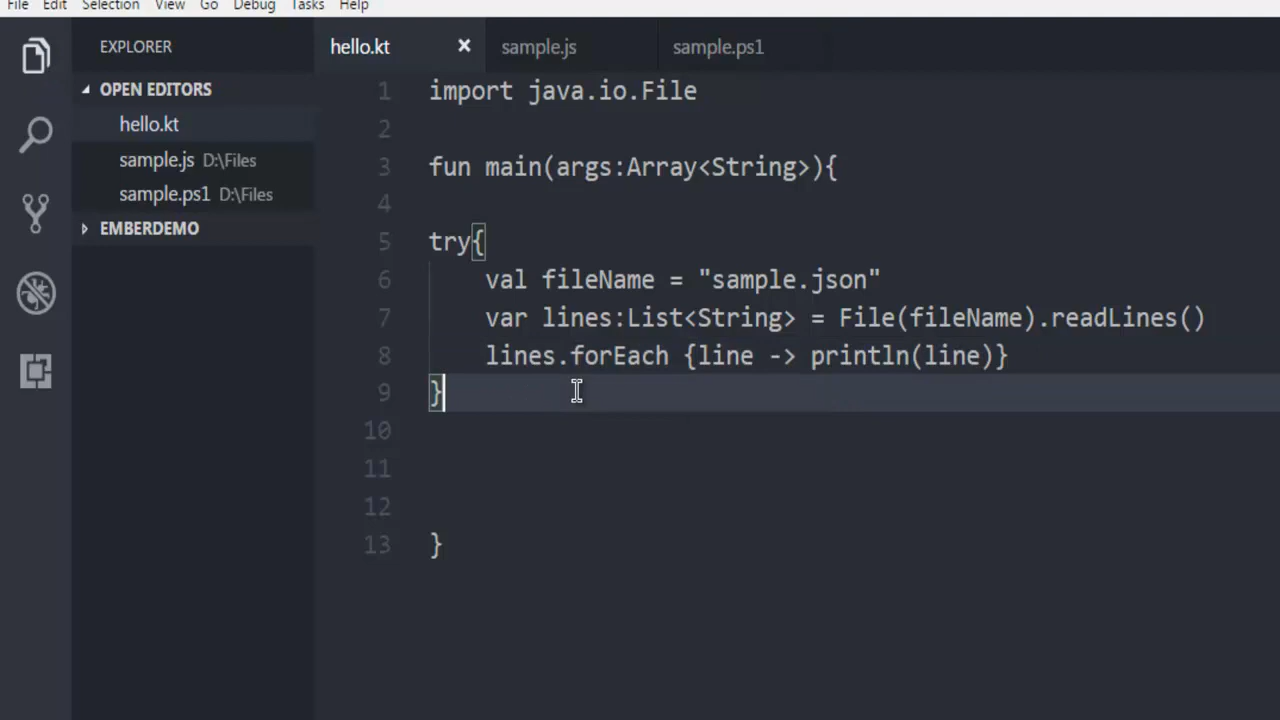 File Edit Selection View Go Debug Tasks Help
EXPLORER
OPEN EDITORS
hello.kt
sample.js D:\Files
sample.ps1 D:\Files
EMBERDEMO
hello.kt × sample.js sample.ps1
1 import java.io.File
2
3 fun main(args:Array<String>){
4
5 try{
6 val fileName = "sample.json"
7 var lines:List<String> = File(fileName).readLines()
8 lines.forEach {line -> println(line)}
9 }
10
11
12
13 }